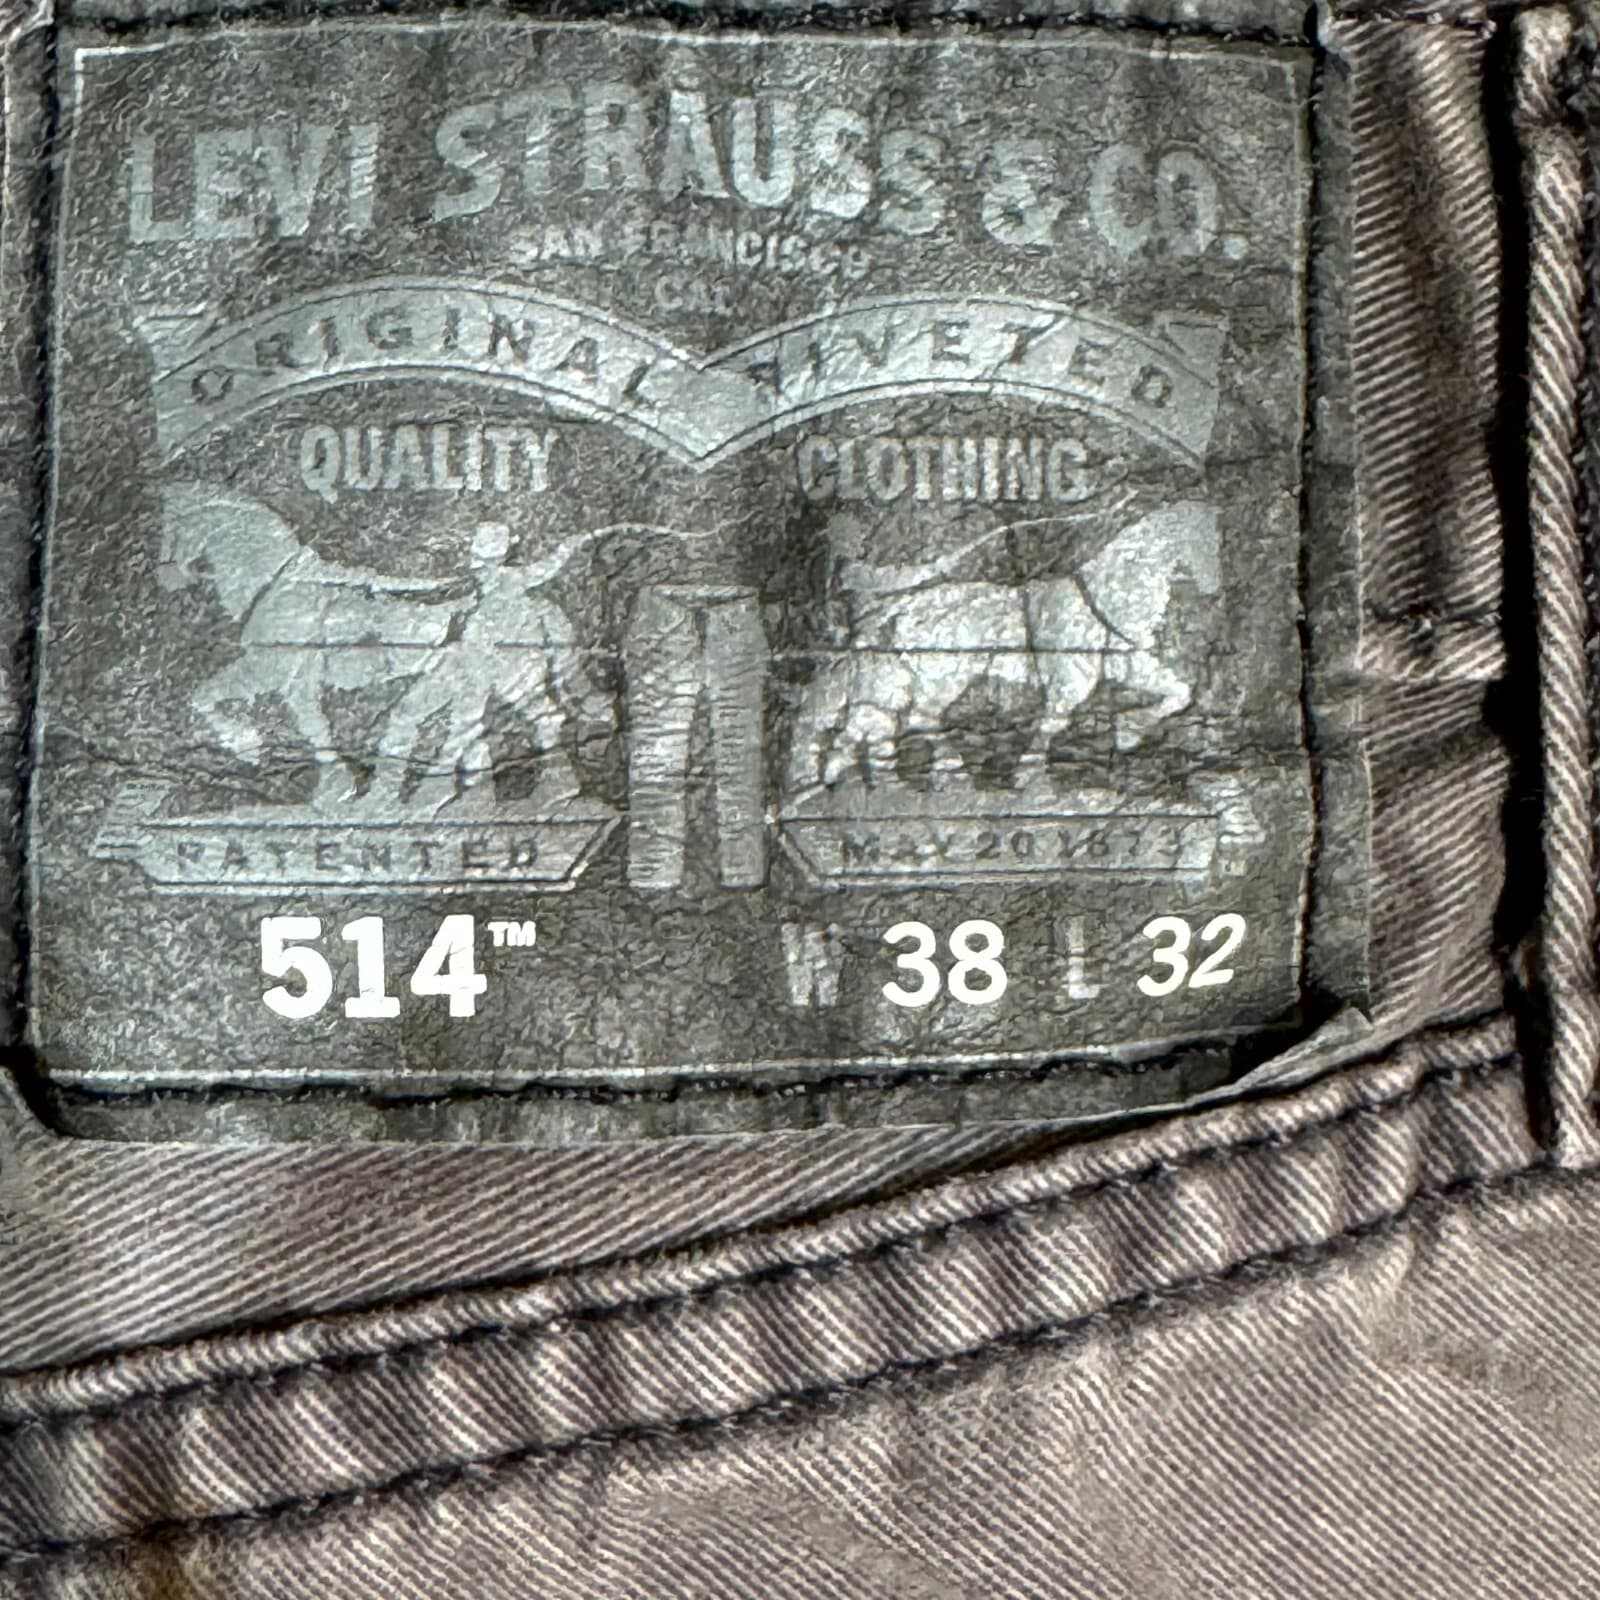 LEVI STRAUSS & CO.
SAN FRANCISCO
CAL
ORIGINAL RIVETED
QUALITY CLOTHING
PATENTED MAY 20 1873
514™ W 38 L 32